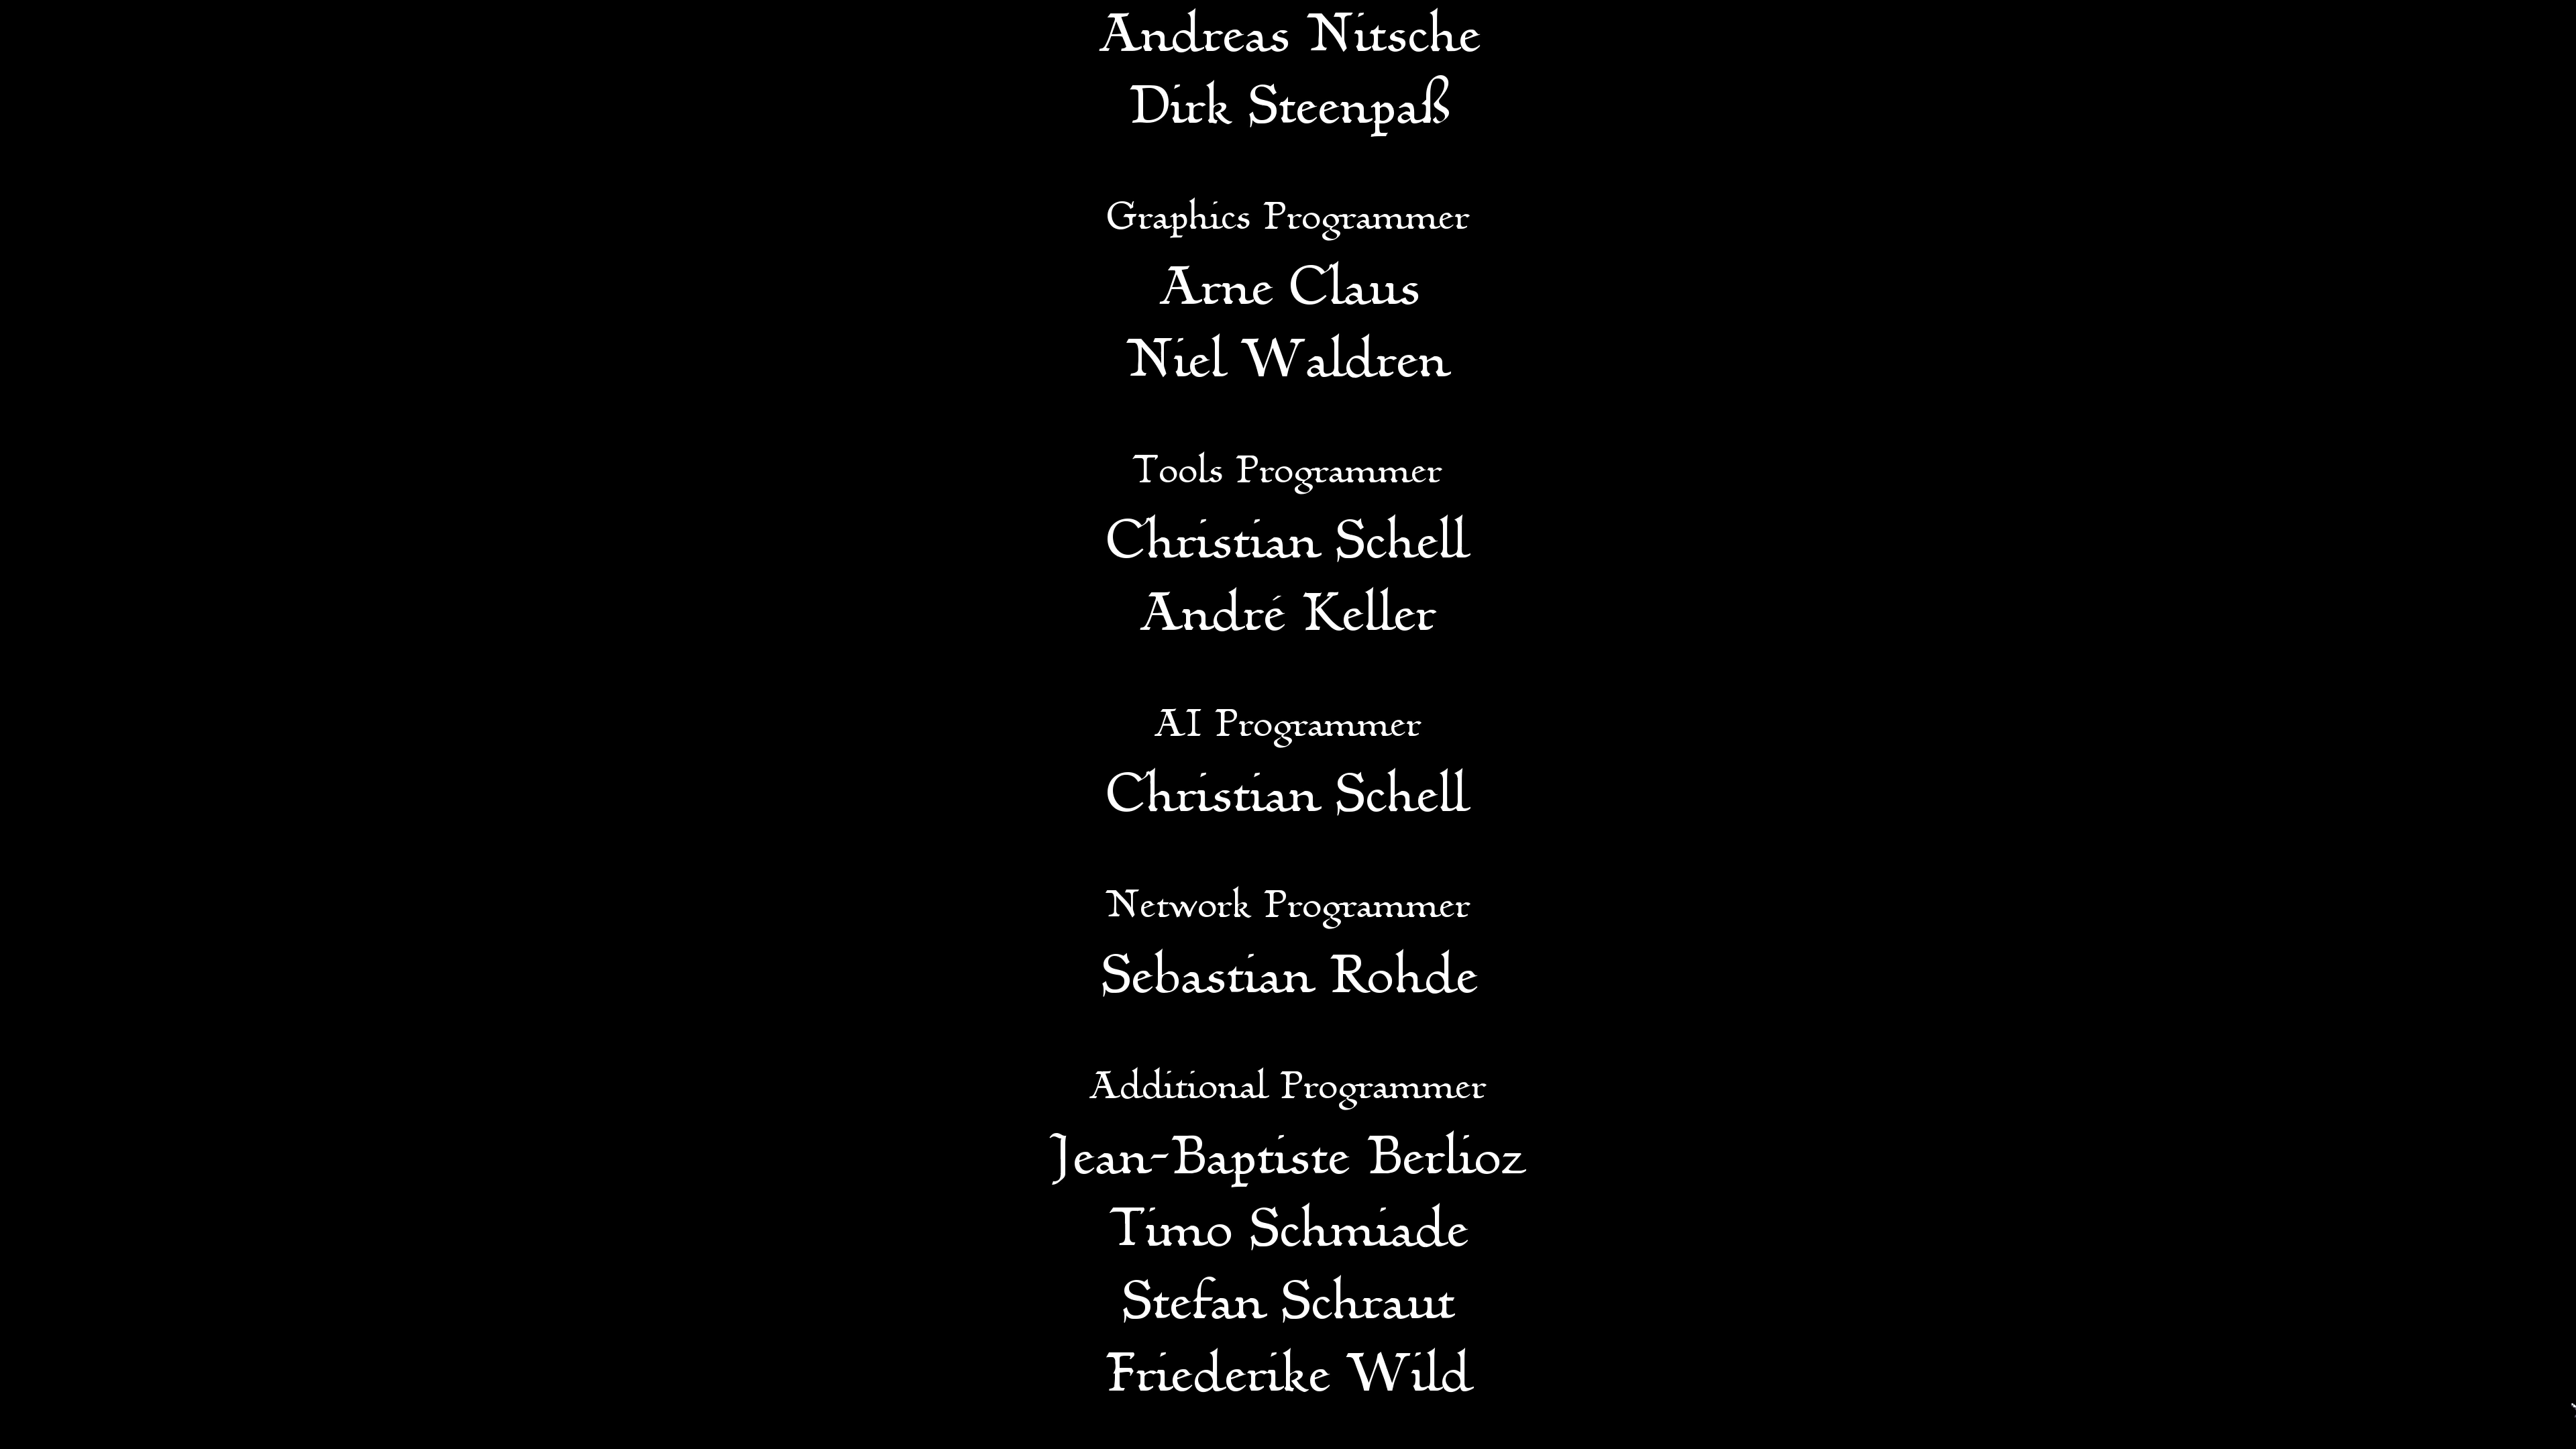 Andreas Nitsche
Dirk Steenpaß
Graphics Programmer
Arne Claus
Niel Waldren
Tools Programmer
Christian Schell
André Keller
AI Programmer
Christian Schell
Network Programmer
Sebastian Rohde
Additional Programmer
Jean-Baptiste Berlioz
Timo Schmiade
Stefan Schraut
Friederike Wild